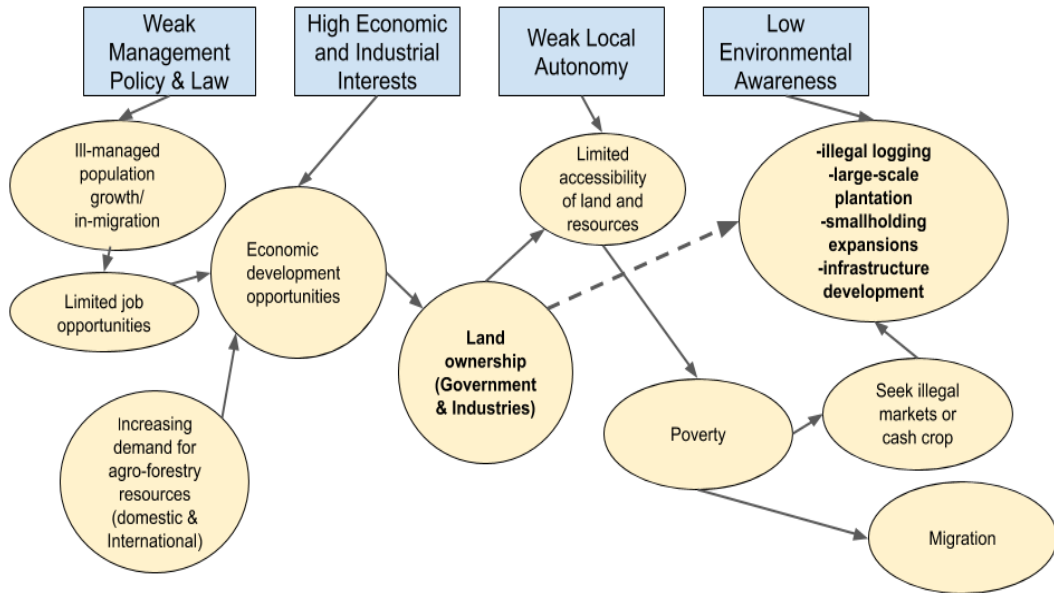 Weak
Management
Policy & Law
High Economic
and Industrial
Interests
Weak Local
Autonomy
Low
Environmental
Awareness
Ill-managed
population
growth/
in-migration
Limited job
opportunities
Increasing
demand for
agro-forestry
resources
(domestic &
International)
Economic
development
opportunities
Land
ownership
(Government
& Industries)
Limited
accessibility
of land and
resources
Poverty
-illegal logging
-large-scale
plantation
-smallholding
expansions
-infrastructure
development
Seek illegal
markets or
cash crop
Migration